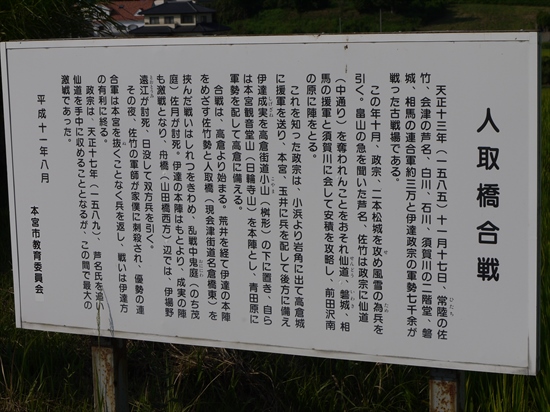 人取橋合戦
天正十三年（一五八五）十一月十七日、常陸の佐
竹、会津の芦名、白川、石川、須賀川の二階堂、磐
城、相馬の連合軍約三万と伊達政宗の軍勢七千余が
戦った古戦場である。
この年十月、政宗、二本松城を攻め風雪の為兵を
引く。畠山の急を聞いた芦名、佐竹は政宗に仙道
（中通り）を奪われんことをおそれ仙道、磐城、相
馬の援軍と須賀川に会して安積を攻略し、前田沢南
の原に陣をとる。
これを知った政宗は、小浜より岩角に出て高倉城
に援軍を送り、本宮、玉井に兵を配して後方に備え
伊達成実を高倉街道小山（桝形）の下に置き、自ら
は本宮観音堂山（日輪寺山）を本陣とし、青田原に
軍勢を配して高倉に備える。
合戦は、高倉より始まる。荒井を経て伊達の本陣
をめざす佐竹勢と人取橋（現会津街道名倉橋東）を
挟んだ戦いはしれつをきわめ、乱戦中鬼庭（のち茂
庭）佐月が討死。伊達の本陣はもとより、成実の陣
も激戦となり、舟橋（山田橋西方）辺では、伊場野
遠江が討死、日没して双方兵を引く。
その夜、佐竹の軍師が家僕に刺殺され、優勢の連
合軍は本宮を抜くことなく兵を返し、戦いは伊達方
の有利に終る。
政宗は、天正十七年（一五八九）芦名氏を追い
仙道を手中に収めることとなるが、この間で最大の
激戦であった。
平成十一年八月
本宮市教育委員会